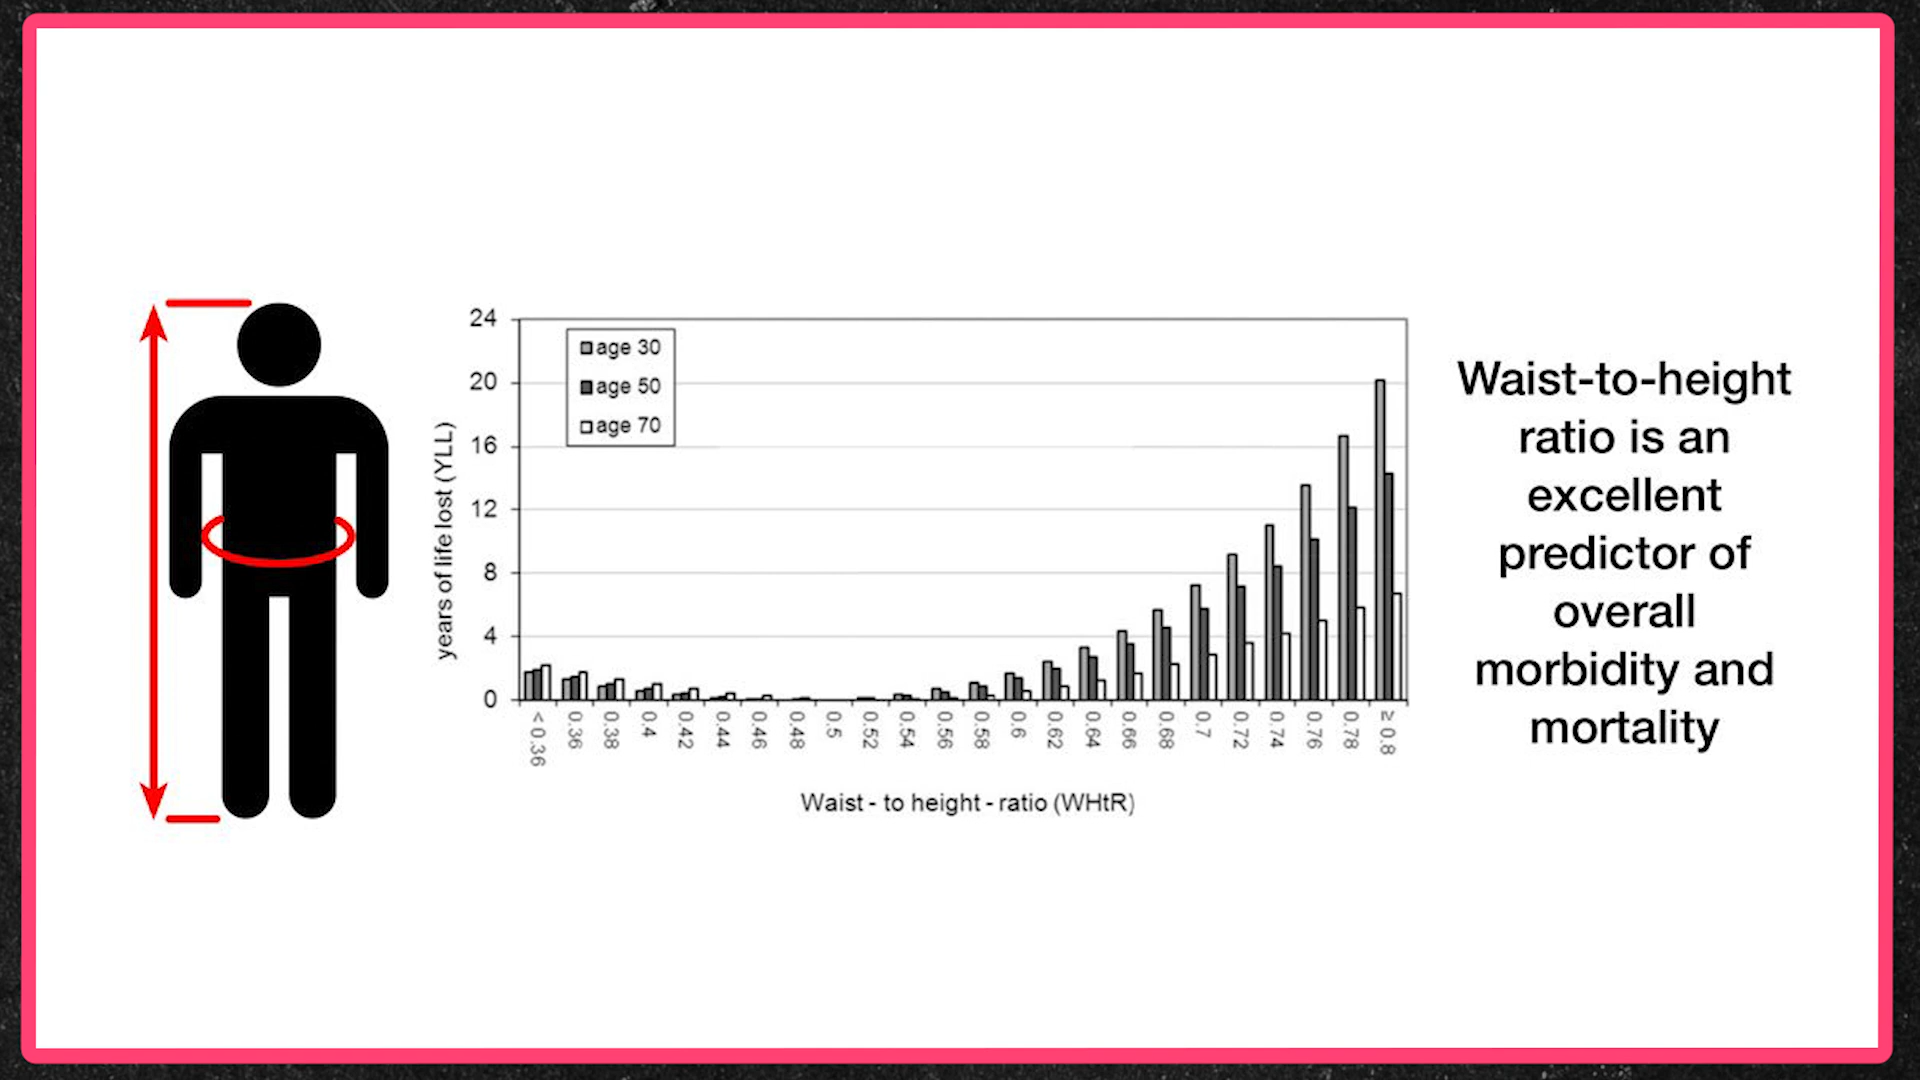 24
20
16
12
8
4
0
years of life lost (YLL)
age 30
age 50
age 70
< 0.36
0.36
0.38
0.4
0.42
0.44
0.46
0.48
0.5
0.52
0.54
0.56
0.58
0.6
0.62
0.64
0.66
0.68
0.7
0.72
0.74
0.76
0.78
≥ 0.8
Waist - to height - ratio (WHtR)
Waist-to-height
ratio is an
excellent
predictor of
overall
morbidity and
mortality